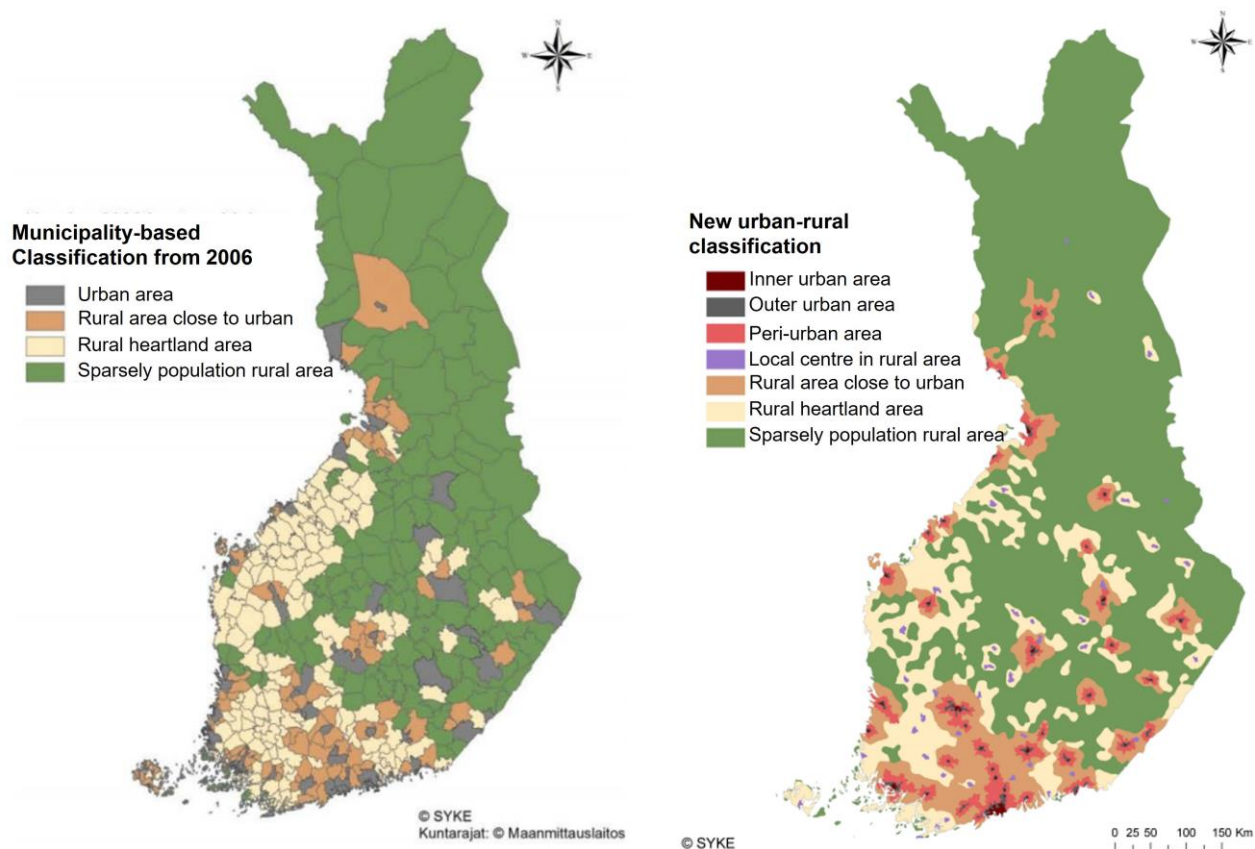 N
W
E
S
Municipality-based
Classification from 2006
Urban area
Rural area close to urban
Rural heartland area
Sparsely population rural area
© SYKE
Kuntarajat: © Maanmittauslaitos
N
W
E
S
New urban-rural
classification
Inner urban area
Outer urban area
Peri-urban area
Local centre in rural area
Rural area close to urban
Rural heartland area
Sparsely population rural area
© SYKE
0 25 50 100 150 Km